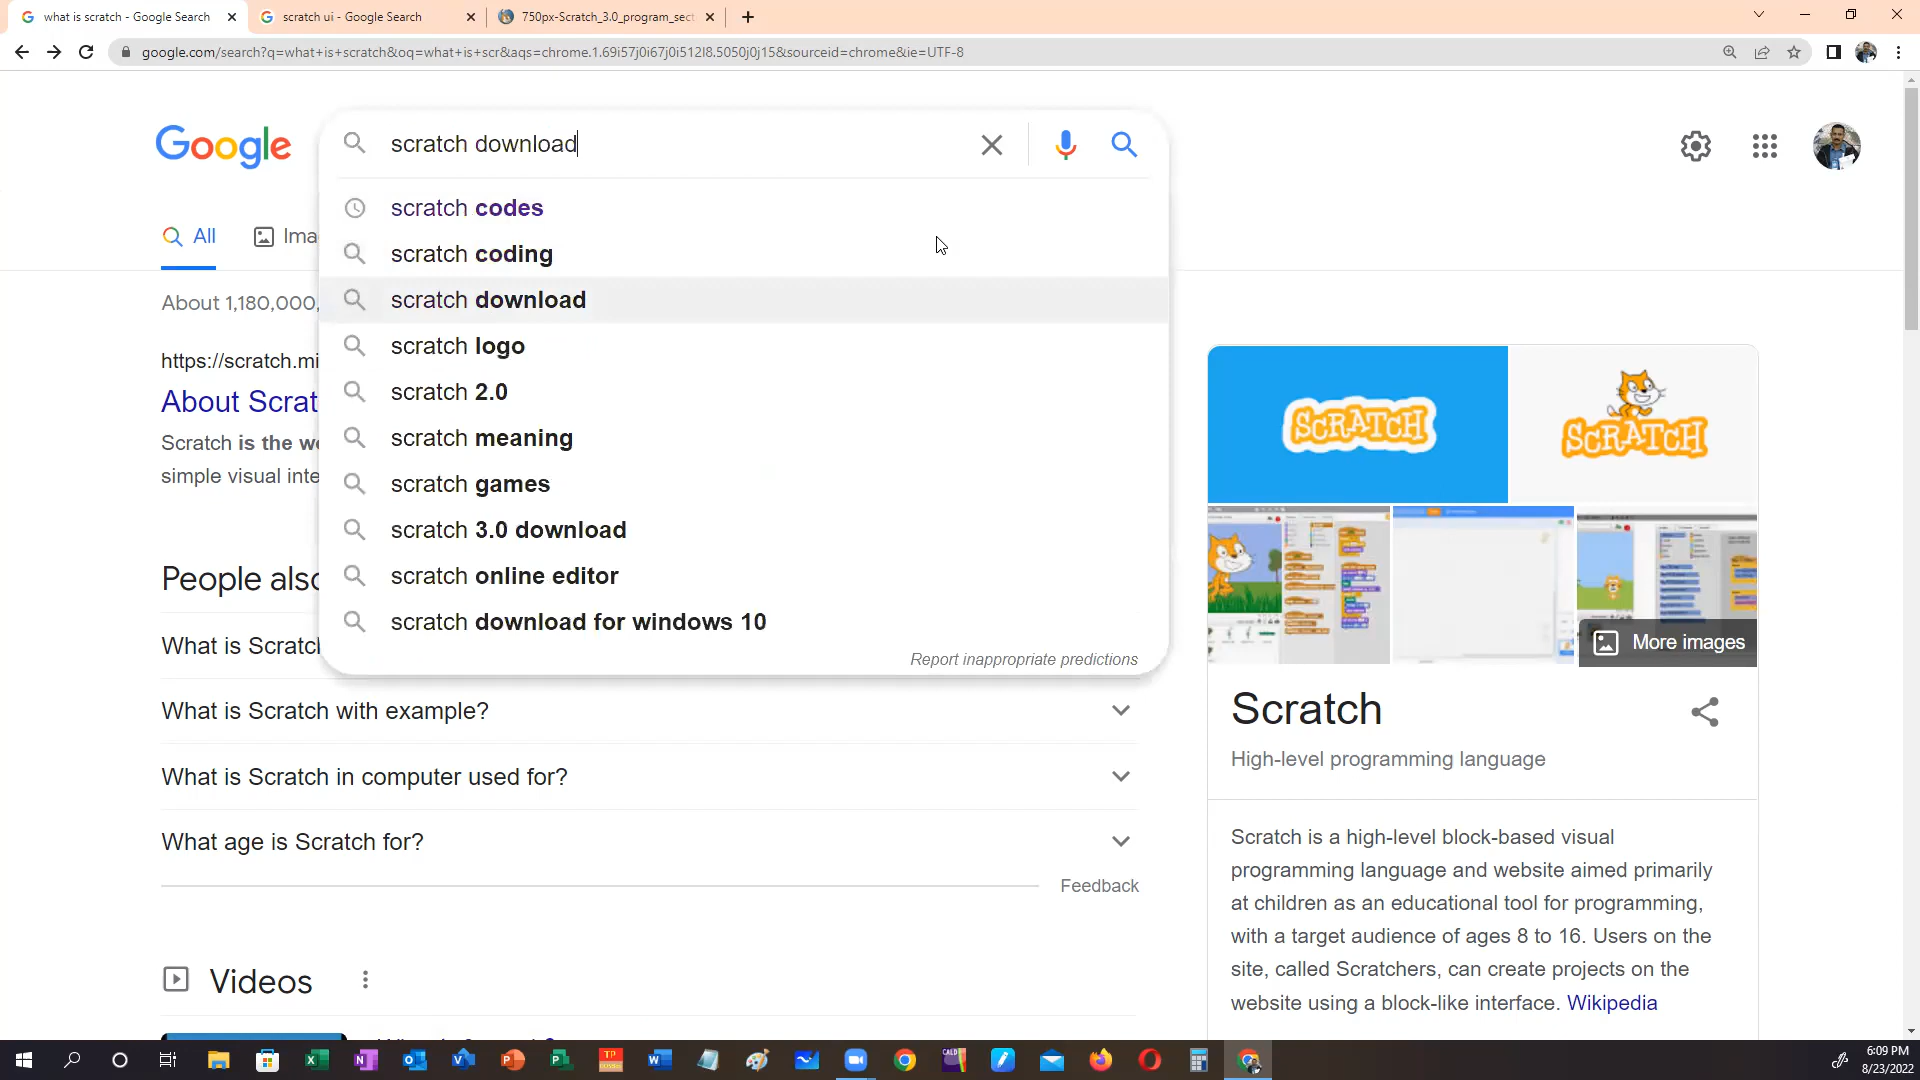 what is scratch - Google Search
scratch ui - Google Search
750px-Scratch_3.0_program_sect
google.com/search?q=what+is+scratch&oq=what+is+scr&aqs=chrome.1.69i57j0i67j0i512l8.5050j0j15&sourceid=chrome&ie=UTF-8
Google
scratch download
scratch codes
scratch coding
scratch download
scratch logo
scratch 2.0
scratch meaning
scratch games
scratch 3.0 download
scratch online editor
scratch download for windows 10
Report inappropriate predictions
All
Ima
About 1,180,000,
https://scratch.mi
About Scrat
Scratch is the wo
simple visual inte
People also
What is Scratch
What is Scratch with example?
What is Scratch in computer used for?
What age is Scratch for?
Feedback
Videos
SCRATCH
SCRATCH
More images
Scratch
High-level programming language
Scratch is a high-level block-based visual
programming language and website aimed primarily
at children as an educational tool for programming,
with a target audience of ages 8 to 16. Users on the
site, called Scratchers, can create projects on the
website using a block-like interface. Wikipedia
6:09 PM
8/23/2022